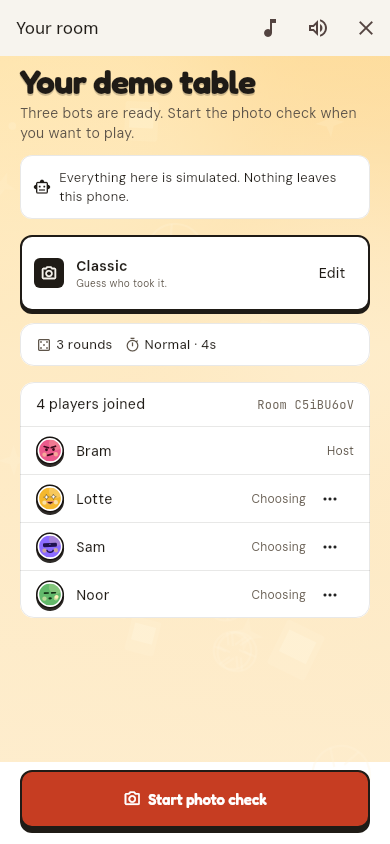 Your room
Your demo table
Three bots are ready. Start the photo check when
you want to play.
Everything here is simulated. Nothing leaves
this phone.
Classic
Guess who took it.
Edit
3 rounds
Normal · 4s
4 players joined
Room C5iBU6oV
Bram
Host
Lotte
Choosing
Sam
Choosing
Noor
Choosing
Start photo check